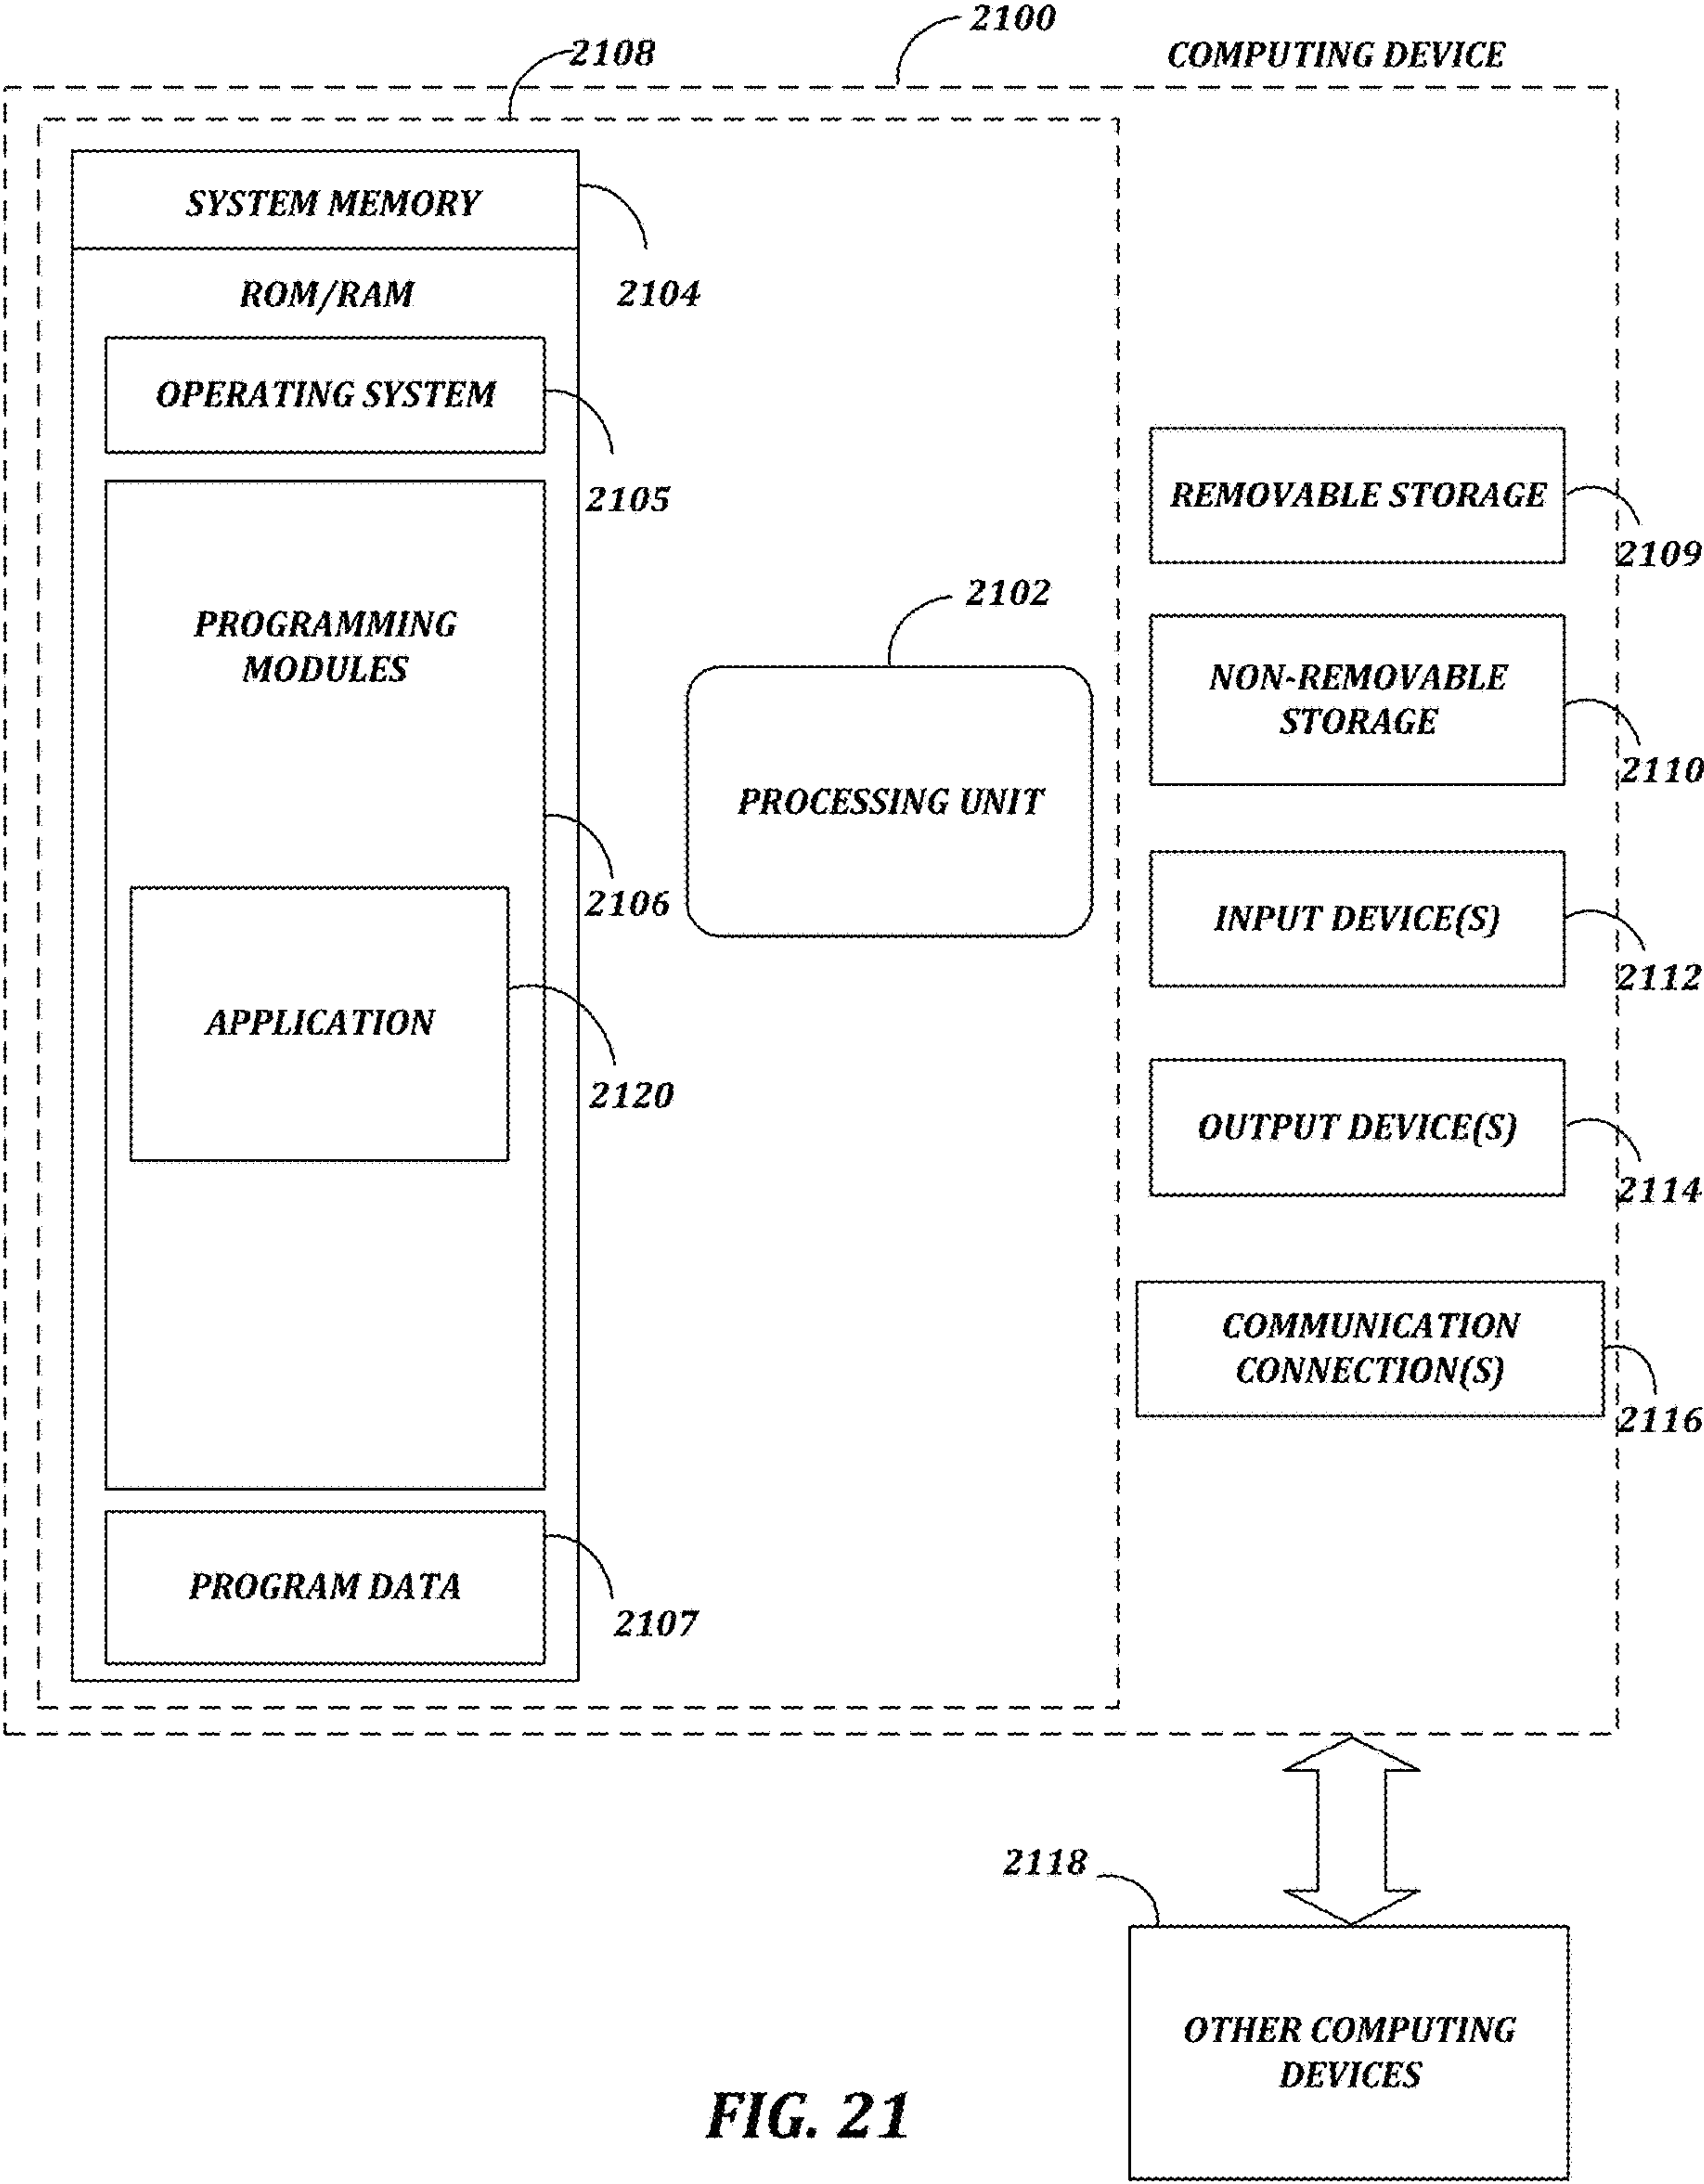 2100
2108
COMPUTING DEVICE
SYSTEM MEMORY
ROM/RAM
2104
OPERATING SYSTEM
2105
REMOVABLE STORAGE
2109
PROGRAMMING
MODULES
2102
NON-REMOVABLE
STORAGE
2110
PROCESSING UNIT
2106
INPUT DEVICE(S)
2112
APPLICATION
2120
OUTPUT DEVICE(S)
2114
COMMUNICATION
CONNECTION(S)
2116
PROGRAM DATA
2107
2118
OTHER COMPUTING
DEVICES
FIG. 21